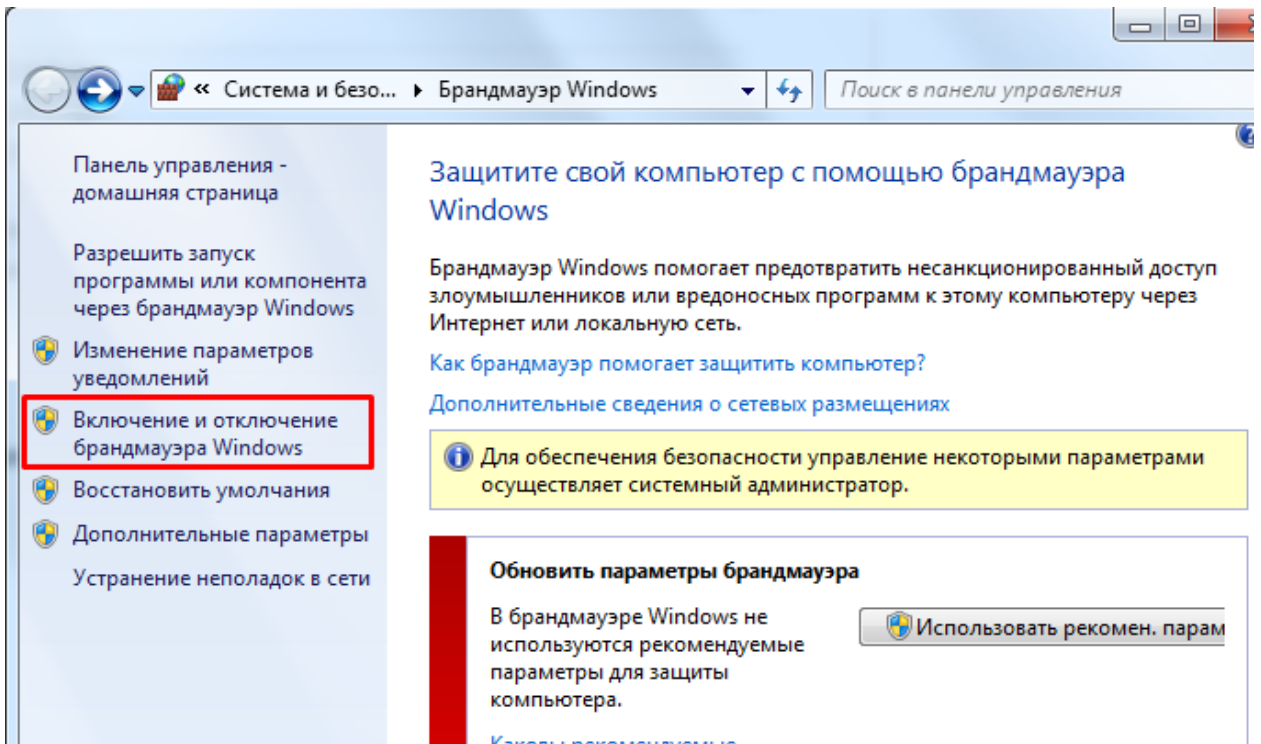 « Система и безо... ▸ Брандмауэр Windows
Поиск в панели управления
Панель управления -
домашняя страница
Разрешить запуск
программы или компонента
через брандмауэр Windows
Изменение параметров
уведомлений
Включение и отключение
брандмауэра Windows
Восстановить умолчания
Дополнительные параметры
Устранение неполадок в сети
Защитите свой компьютер с помощью брандмауэра
Windows
Брандмауэр Windows помогает предотвратить несанкционированный доступ
злоумышленников или вредоносных программ к этому компьютеру через
Интернет или локальную сеть.
Как брандмауэр помогает защитить компьютер?
Дополнительные сведения о сетевых размещениях
Для обеспечения безопасности управление некоторыми параметрами
осуществляет системный администратор.
Обновить параметры брандмауэра
В брандмауэре Windows не
используются рекомендуемые
параметры для защиты
компьютера.
Использовать рекомен. парам